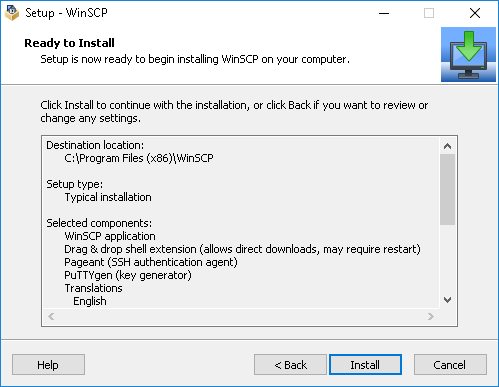 Setup - WinSCP
Ready to Install
Setup is now ready to begin installing WinSCP on your computer.
Click Install to continue with the installation, or click Back if you want to review or
change any settings.
Destination location:
C:\Program Files (x86)\WinSCP
Setup type:
Typical installation
Selected components:
WinSCP application
Drag & drop shell extension (allows direct downloads, may require restart)
Pageant (SSH authentication agent)
PuTTYgen (key generator)
Translations
English
Help
< Back
Install
Cancel